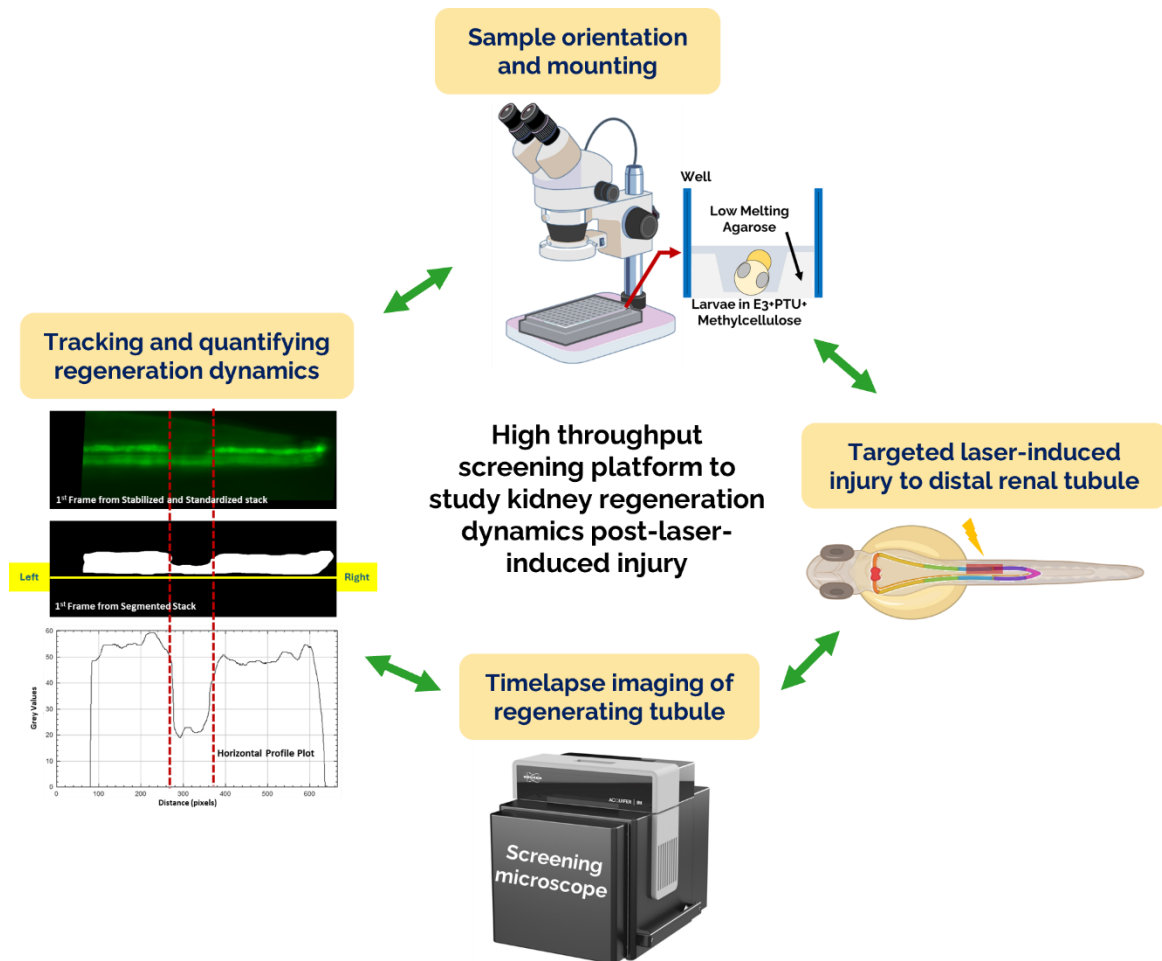 Sample orientation
and mounting
Well
Low Melting
Agarose
Larvae in E3+PTU+
Methylcellulose
Tracking and quantifying
regeneration dynamics
1st Frame from Stabilized and Standardized stack
Left
Right
1st Frame from Segmented Stack
60
50
40
30
20
10
0
Grey Values
Horizontal Profile Plot
0 100 200 300 400 500 600
Distance (pixels)
High throughput
screening platform to
study kidney regeneration
dynamics post-laser-
induced injury
Targeted laser-induced
injury to distal renal tubule
Timelapse imaging of
regenerating tubule
Screening
microscope